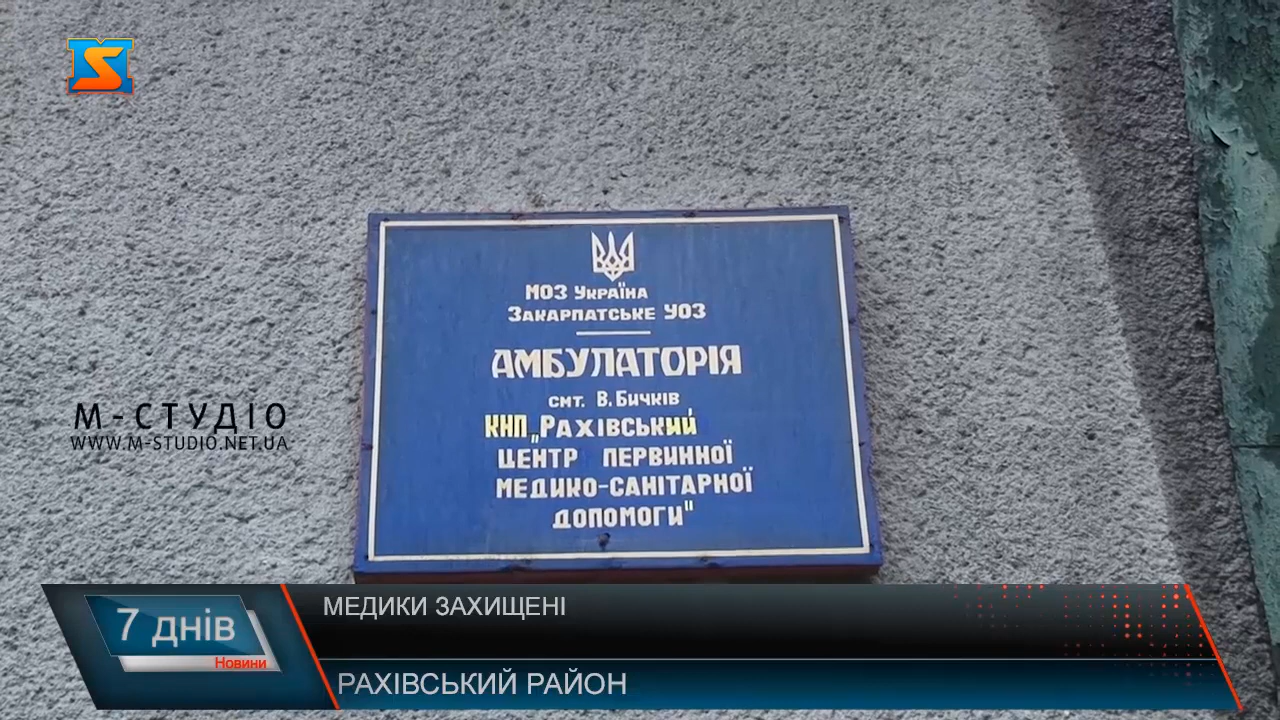 МОЗ Україна
Закарпатське УОЗ
АМБУЛАТОРІЯ
смт. В. Бичків
КНП „Рахівський
центр первинної
медико-санітарної
допомоги"
М-СТУДІО
WWW.M-STUDIO.NET.UA
7 днів
Новини
МЕДИКИ ЗАХИЩЕНІ
РАХІВСЬКИЙ РАЙОН